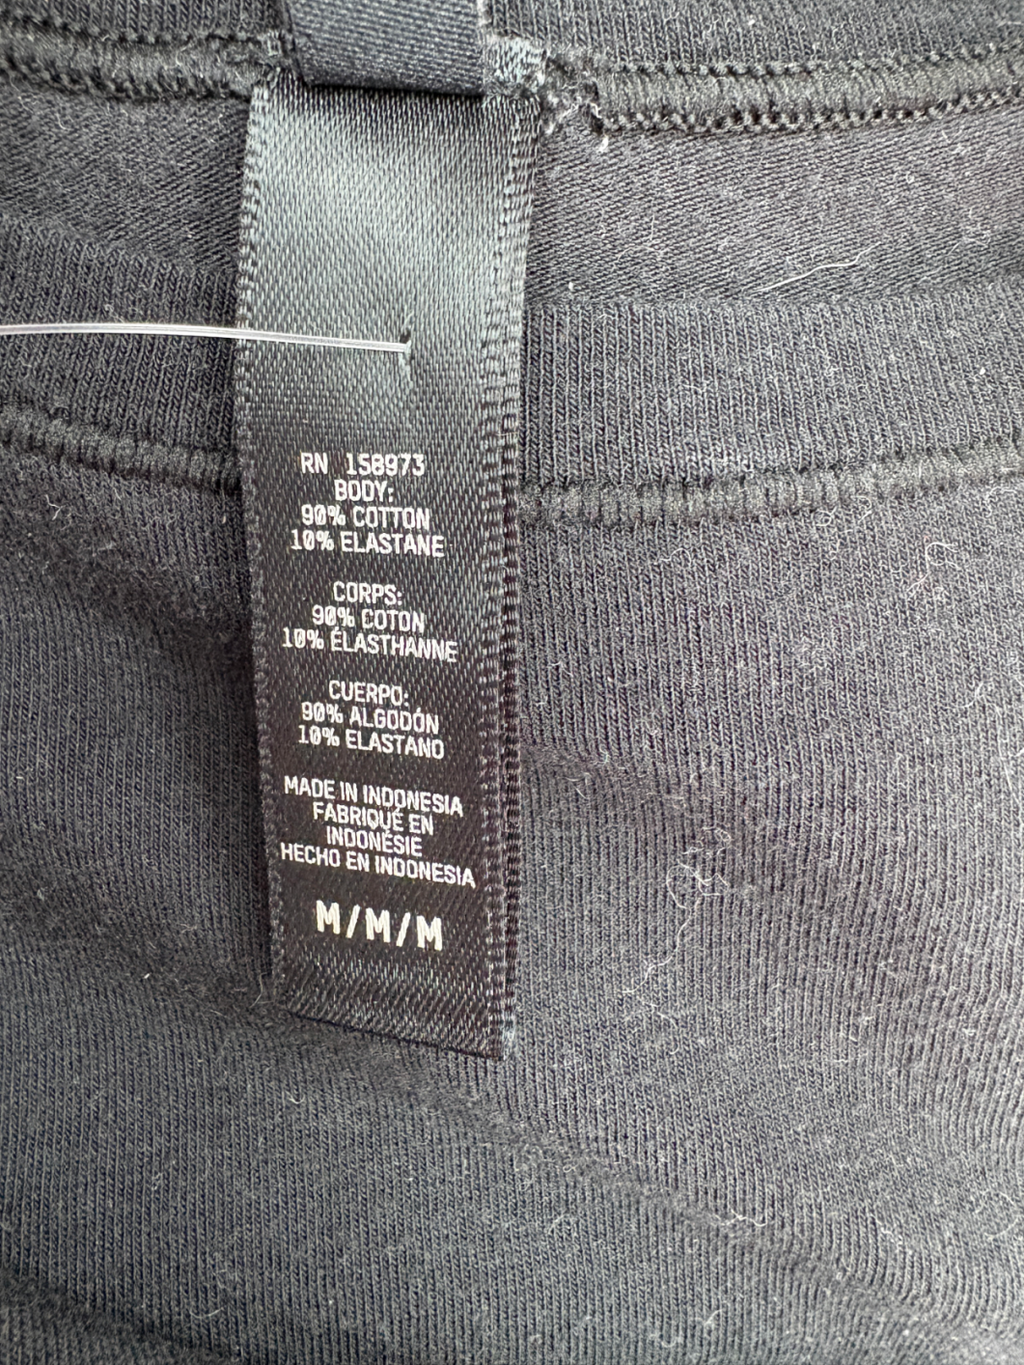 RN 158973
BODY:
90% COTTON
10% ELASTANE
CORPS:
90% COTON
10% ÉLASTHANNE
CUERPO:
90% ALGODÓN
10% ELASTANO
MADE IN INDONESIA
FABRIQUÉ EN
INDONÉSIE
HECHO EN INDONESIA
M/M/M